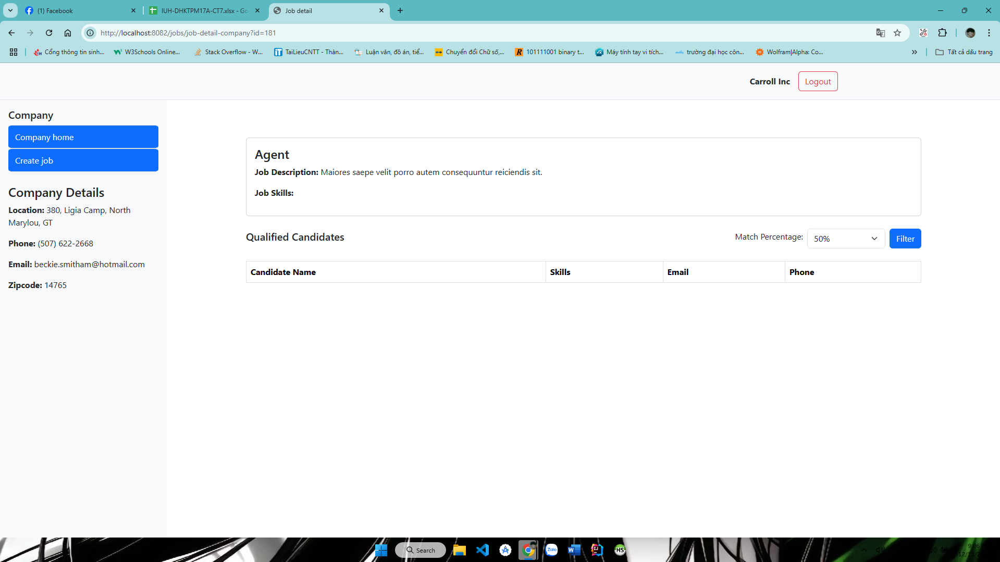 (1) Facebook
IUH-DHKTPM17A-CT7.xlsx - Go
Job detail
http://localhost:8082/jobs/job-detail-company?id=181
Cổng thông tin sinh...
W3Schools Online...
Stack Overflow - W...
TaiLieuCNTT - Thàn...
Luận văn, đồ án, tiể...
Chuyển đổi Chữ số,...
101111001 binary t...
Máy tính tay vi tích...
trường đại học côn...
Wolfram|Alpha: Co...
Tất cả dấu trang
Carroll Inc
Logout
Company
Company home
Create job
Company Details
Location: 380, Ligia Camp, North
Marylou, GT
Phone: (507) 622-2668
Email: beckie.smitham@hotmail.com
Zipcode: 14765
Agent
Job Description: Maiores saepe velit porro autem consequuntur reiciendis sit.
Job Skills:
Qualified Candidates
Match Percentage:
50%
Filter
Candidate Name
Skills
Email
Phone
Search
Zalo
HS
9:06